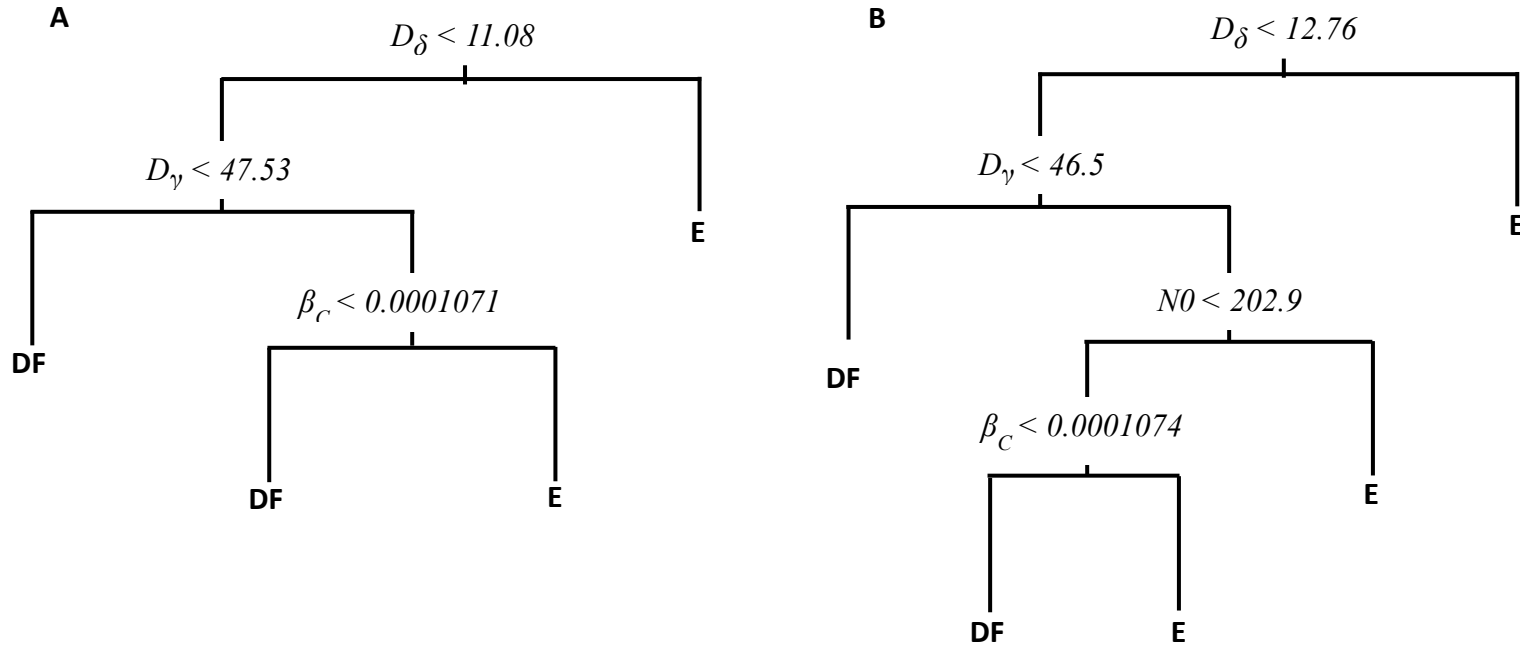 A
D_δ < 11.08
D_γ < 47.53
E
β_C < 0.0001071
DF
DF
E
B
D_δ < 12.76
D_γ < 46.5
E
N0 < 202.9
DF
β_C < 0.0001074
E
DF
E